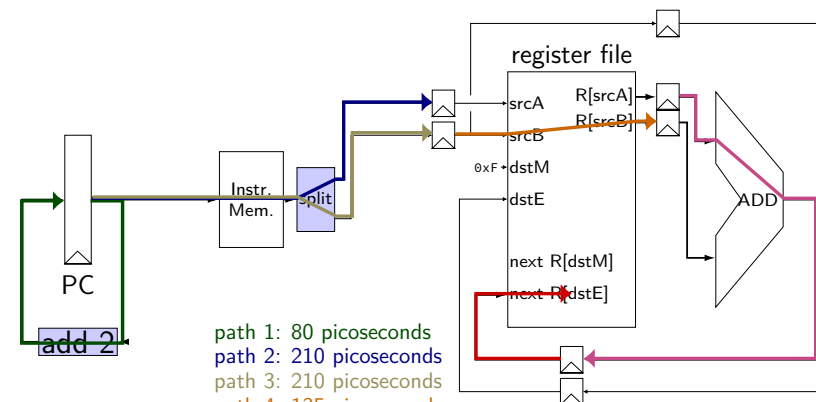 register file
srcA
R[srcA]
srcB
R[srcB]
0xF
dstM
dstE
Instr.
Mem.
split
ADD
next R[dstM]
next R[dstE]
PC
add 2
path 1: 80 picoseconds
path 2: 210 picoseconds
path 3: 210 picoseconds